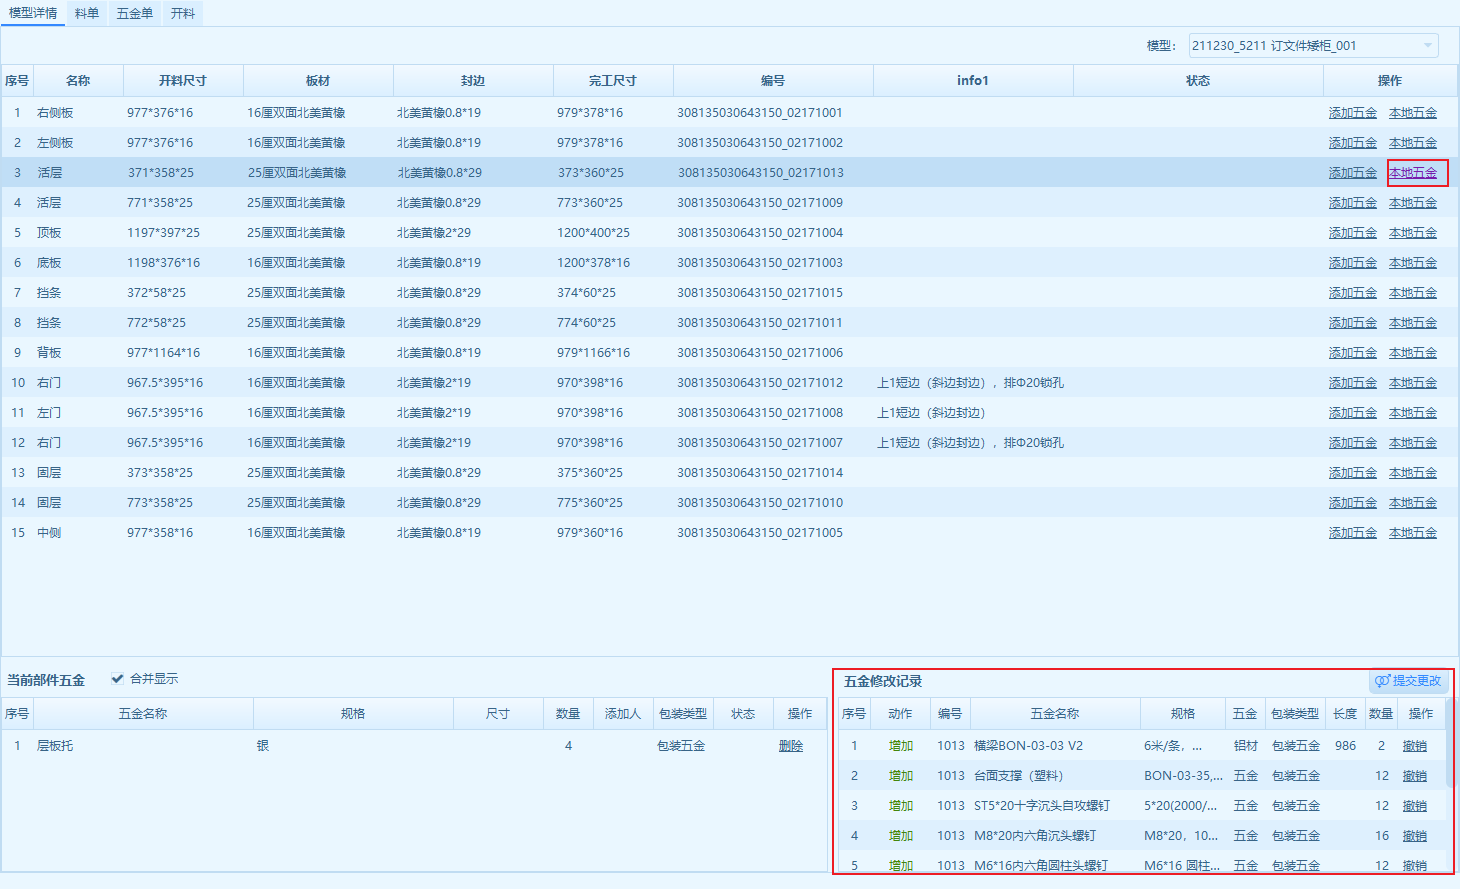 模型详情 料单 五金单 开料
模型： 211230_5211 订文件矮柜_001
序号 名称 开料尺寸 板材 封边 完工尺寸 编号 info1 状态 操作
1 右侧板 977*376*16 16厘双面北美黄橡 北美黄橡0.8*19 979*378*16 308135030643150_02171001 添加五金 本地五金
2 左侧板 977*376*16 16厘双面北美黄橡 北美黄橡0.8*19 979*378*16 308135030643150_02171002 添加五金 本地五金
3 活层 371*358*25 25厘双面北美黄橡 北美黄橡0.8*29 373*360*25 308135030643150_02171013 添加五金 本地五金
4 活层 771*358*25 25厘双面北美黄橡 北美黄橡0.8*29 773*360*25 308135030643150_02171009 添加五金 本地五金
5 顶板 1197*397*25 25厘双面北美黄橡 北美黄橡2*29 1200*400*25 308135030643150_02171004 添加五金 本地五金
6 底板 1198*376*16 16厘双面北美黄橡 北美黄橡0.8*19 1200*378*16 308135030643150_02171003 添加五金 本地五金
7 挡条 372*58*25 25厘双面北美黄橡 北美黄橡0.8*29 374*60*25 308135030643150_02171015 添加五金 本地五金
8 挡条 772*58*25 25厘双面北美黄橡 北美黄橡0.8*29 774*60*25 308135030643150_02171011 添加五金 本地五金
9 背板 977*1164*16 16厘双面北美黄橡 北美黄橡0.8*19 979*1166*16 308135030643150_02171006 添加五金 本地五金
10 右门 967.5*395*16 16厘双面北美黄橡 北美黄橡2*19 970*398*16 308135030643150_02171012 上1短边（斜边封边），排Φ20锁孔 添加五金 本地五金
11 左门 967.5*395*16 16厘双面北美黄橡 北美黄橡2*19 970*398*16 308135030643150_02171008 上1短边（斜边封边） 添加五金 本地五金
12 右门 967.5*395*16 16厘双面北美黄橡 北美黄橡2*19 970*398*16 308135030643150_02171007 上1短边（斜边封边），排Φ20锁孔 添加五金 本地五金
13 固层 373*358*25 25厘双面北美黄橡 北美黄橡0.8*29 375*360*25 308135030643150_02171014 添加五金 本地五金
14 固层 773*358*25 25厘双面北美黄橡 北美黄橡0.8*29 775*360*25 308135030643150_02171010 添加五金 本地五金
15 中侧 977*358*16 16厘双面北美黄橡 北美黄橡0.8*19 979*360*16 308135030643150_02171005 添加五金 本地五金
当前部件五金 合并显示
序号 五金名称 规格 尺寸 数量 添加人 包装类型 状态 操作
1 层板托 银 4 包装五金 删除
五金修改记录 提交更改
序号 动作 编号 五金名称 规格 五金 包装类型 长度 数量 操作
1 增加 1013 横梁BON-03-03 V2 6米/条，... 铝材 包装五金 986 2 撤销
2 增加 1013 台面支撑（塑料） BON-03-35,... 五金 包装五金 12 撤销
3 增加 1013 ST5*20十字沉头自攻螺钉 5*20(2000/... 五金 包装五金 12 撤销
4 增加 1013 M8*20内六角沉头螺钉 M8*20，10... 五金 包装五金 16 撤销
5 增加 1013 M6*16内六角圆柱头螺钉 M6*16 圆柱... 五金 包装五金 12 撤销